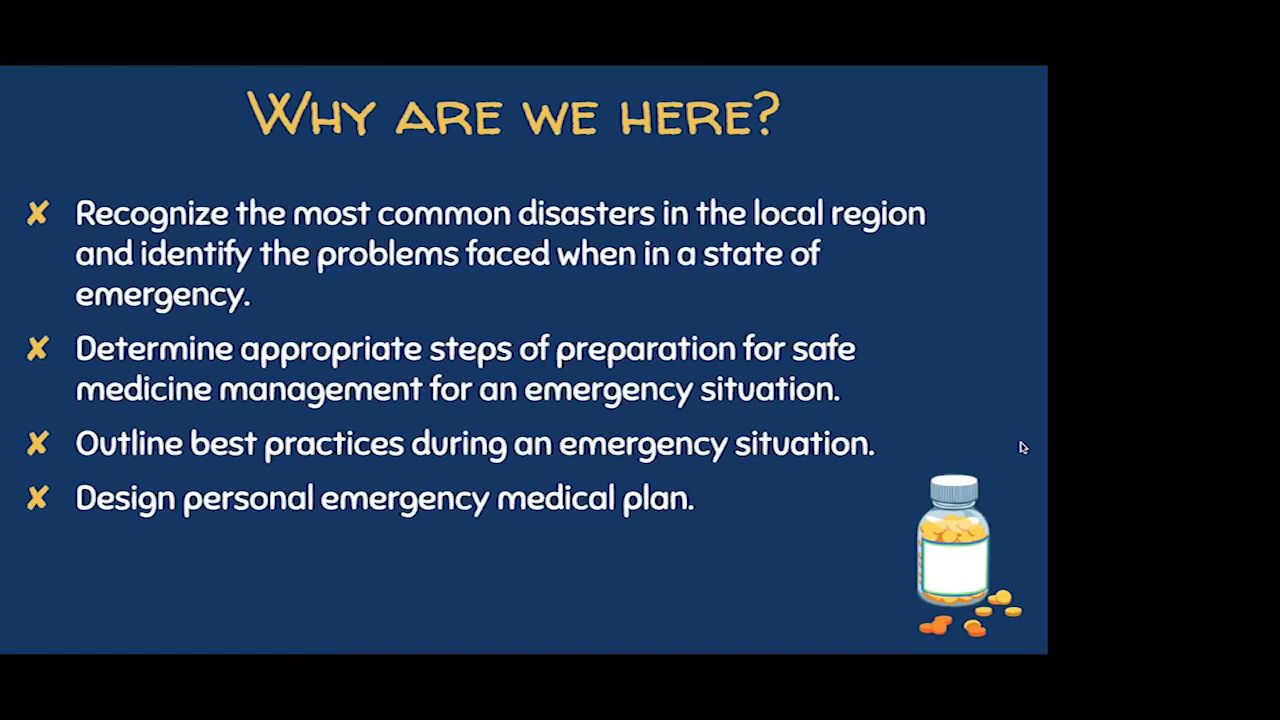 Why are we here?
✘ Recognize the most common disasters in the local region
and identify the problems faced when in a state of
emergency.
✘ Determine appropriate steps of preparation for safe
medicine management for an emergency situation.
✘ Outline best practices during an emergency situation.
✘ Design personal emergency medical plan.